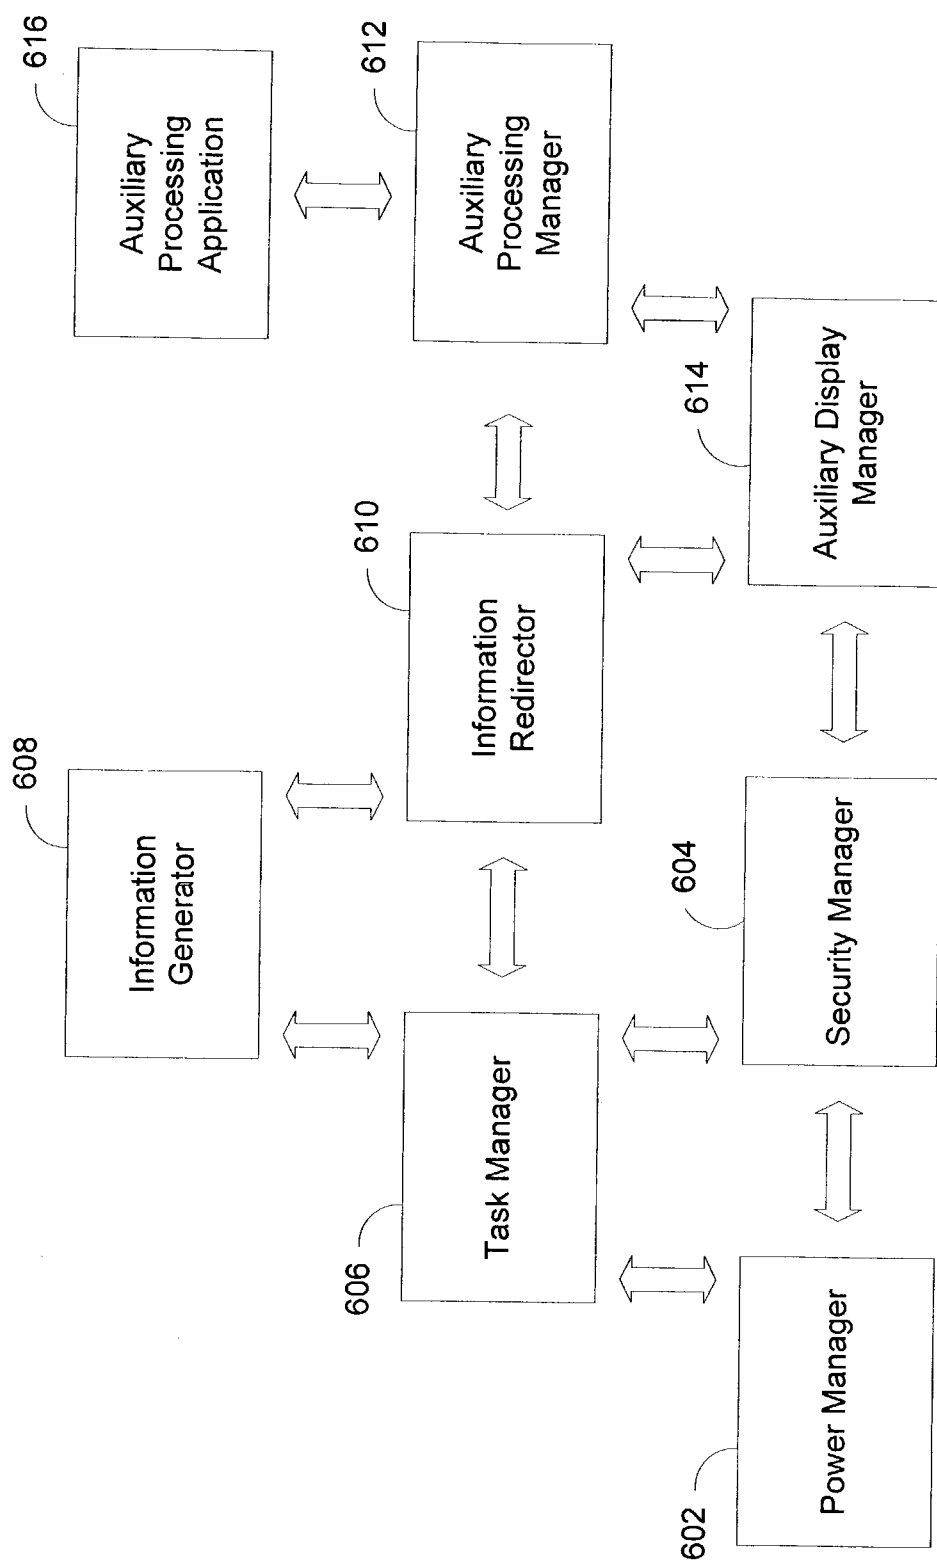 608
Information
Generator
616
Auxiliary
Processing
Application
606
Task Manager
610
Information
Redirector
612
Auxiliary
Processing
Manager
602
Power Manager
604
Security Manager
614
Auxiliary Display
Manager